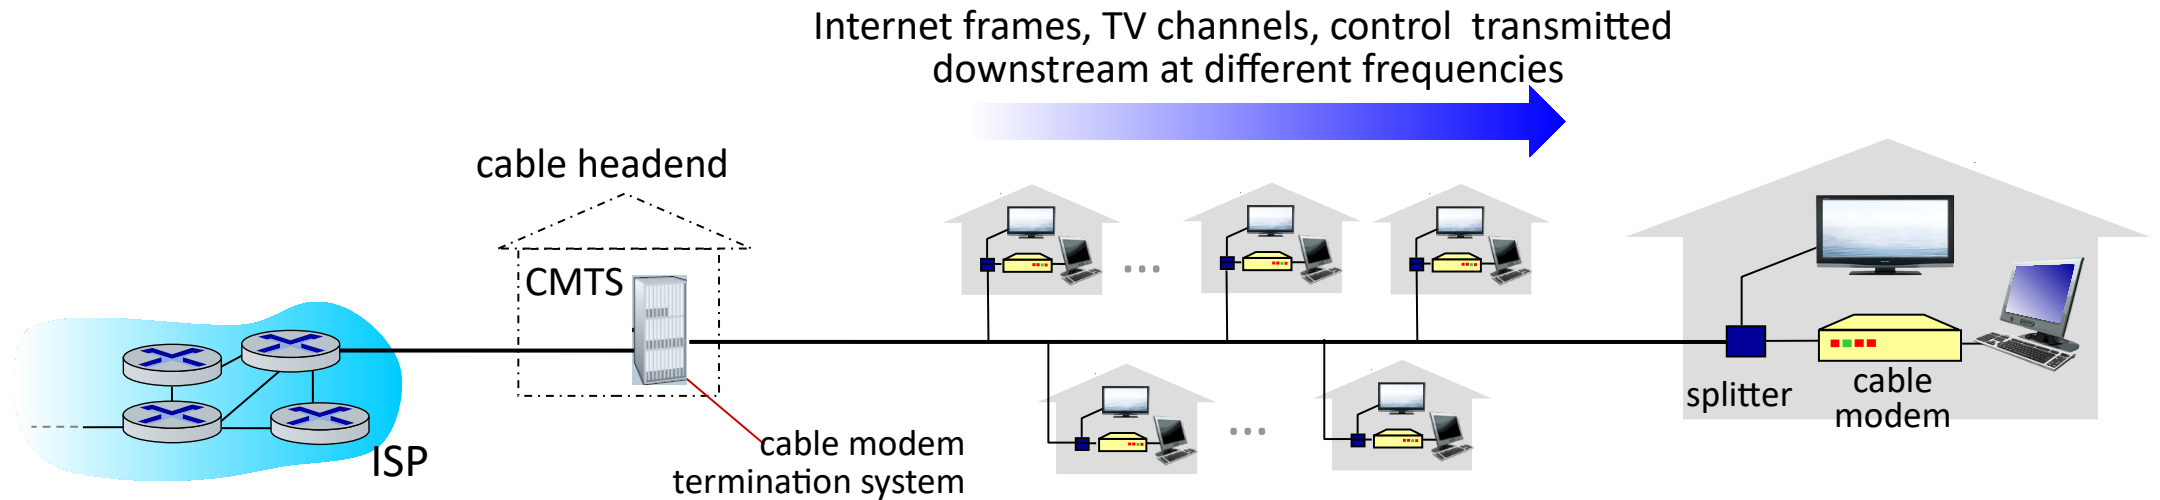 Internet frames, TV channels, control  transmitted
downstream at different frequencies
cable headend
CMTS
ISP
cable modem
termination system
splitter
cable
modem